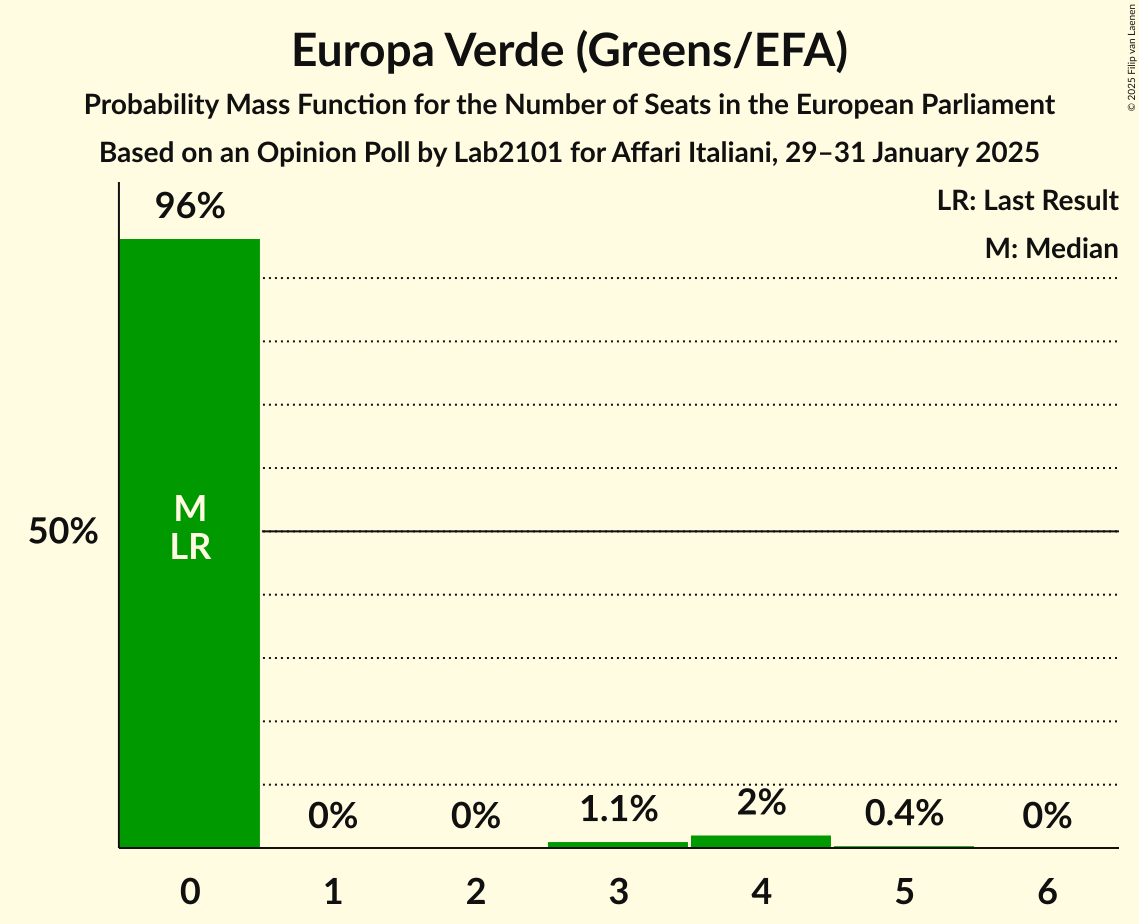 Europa Verde (Greens/EFA)
Probability Mass Function for the Number of Seats in the European Parliament
Based on an Opinion Poll by Lab2101 for Affari Italiani, 29–31 January 2025
© 2025 Filip van Laenen
LR: Last Result
M: Median
96%
M
LR
50%
0%
0%
1.1%
2%
0.4%
0%
0
1
2
3
4
5
6